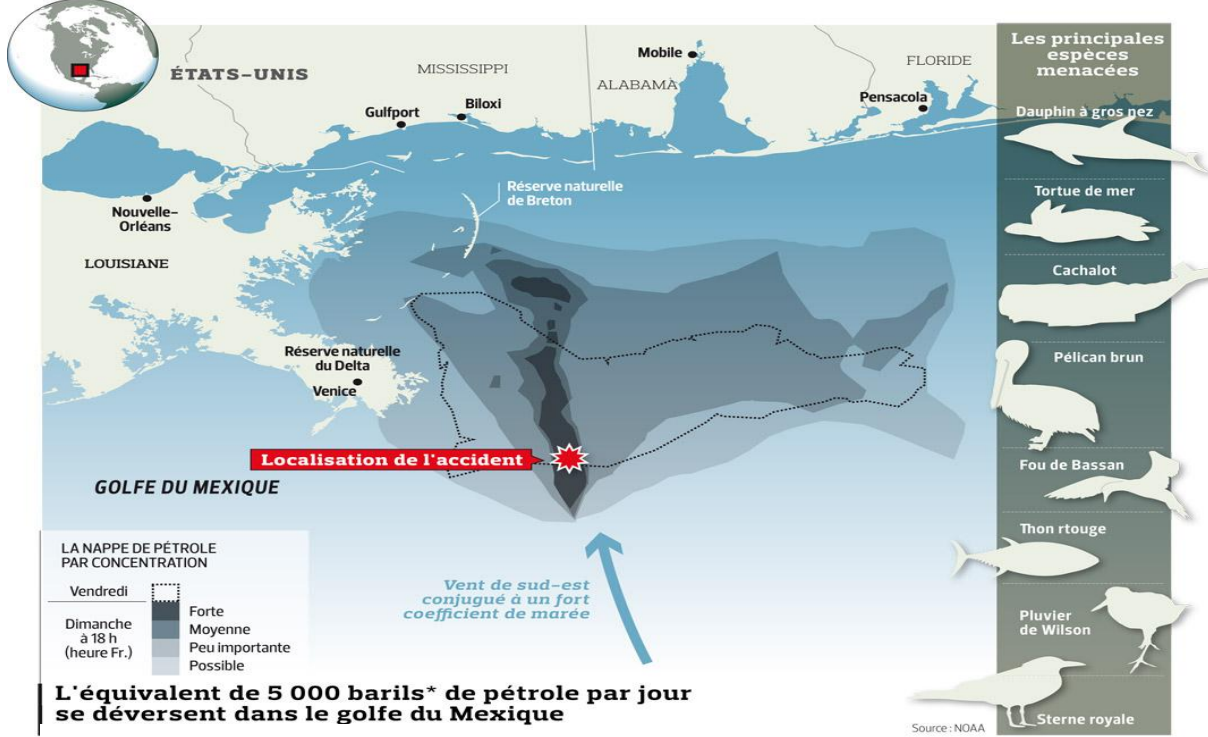 ÉTATS-UNIS
MISSISSIPPI
Mobile
ALABAMA
FLORIDE
Gulfport
Biloxi
Pensacola
Réserve naturelle
de Breton
Nouvelle-
Orléans
LOUISIANE
Réserve naturelle
du Delta
Venice
Localisation de l'accident
GOLFE DU MEXIQUE
LA NAPPE DE PÉTROLE
PAR CONCENTRATION
Vendredi
Dimanche
à 18 h
(heure Fr.)
Forte
Moyenne
Peu importante
Possible
Vent de sud-est
conjugué à un fort
coefficient de marée
L'équivalent de 5 000 barils* de pétrole par jour
se déversent dans le golfe du Mexique
Source : NOAA
Les principales
espèces
menacées
Dauphin à gros nez
Tortue de mer
Cachalot
Pélican brun
Fou de Bassan
Thon rtouge
Pluvier
de Wilson
Sterne royale